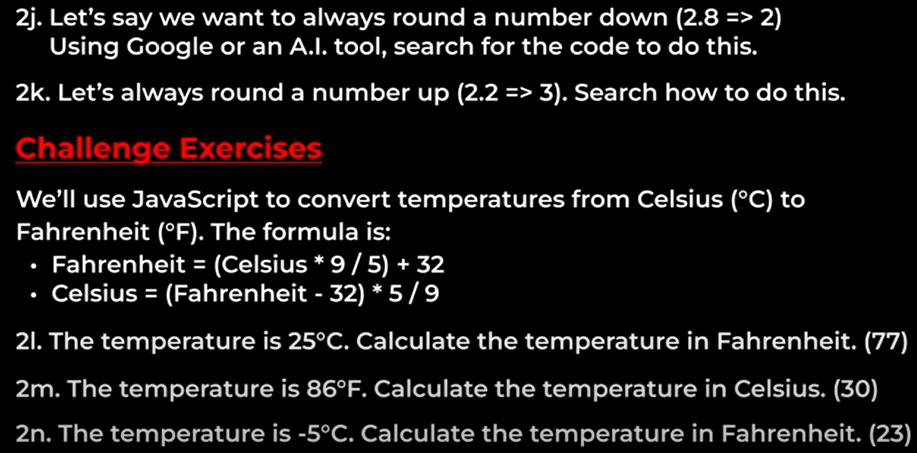 2j. Let's say we want to always round a number down (2.8 => 2)
Using Google or an A.I. tool, search for the code to do this.
2k. Let's always round a number up (2.2 => 3). Search how to do this.
Challenge Exercises
We'll use JavaScript to convert temperatures from Celsius (°C) to
Fahrenheit (°F). The formula is:
• Fahrenheit = (Celsius * 9 / 5) + 32
• Celsius = (Fahrenheit - 32) * 5 / 9
2l. The temperature is 25°C. Calculate the temperature in Fahrenheit. (77)
2m. The temperature is 86°F. Calculate the temperature in Celsius. (30)
2n. The temperature is -5°C. Calculate the temperature in Fahrenheit. (23)